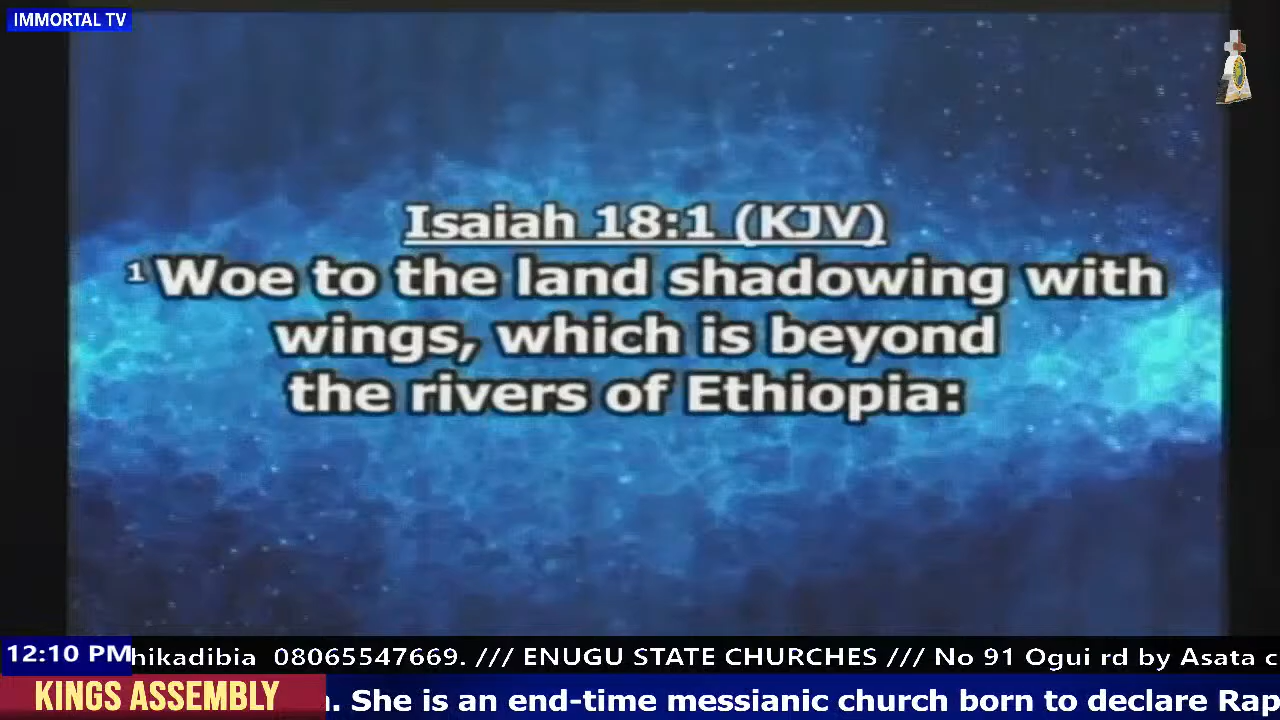 IMMORTAL TV
Isaiah 18:1 (KJV)
1 Woe to the land shadowing with
wings, which is beyond
the rivers of Ethiopia:
12:10 PM
hikadibia 08065547669. /// ENUGU STATE CHURCHES /// No 91 Ogui rd by Asata c
KINGS ASSEMBLY
. She is an end-time messianic church born to declare Rap